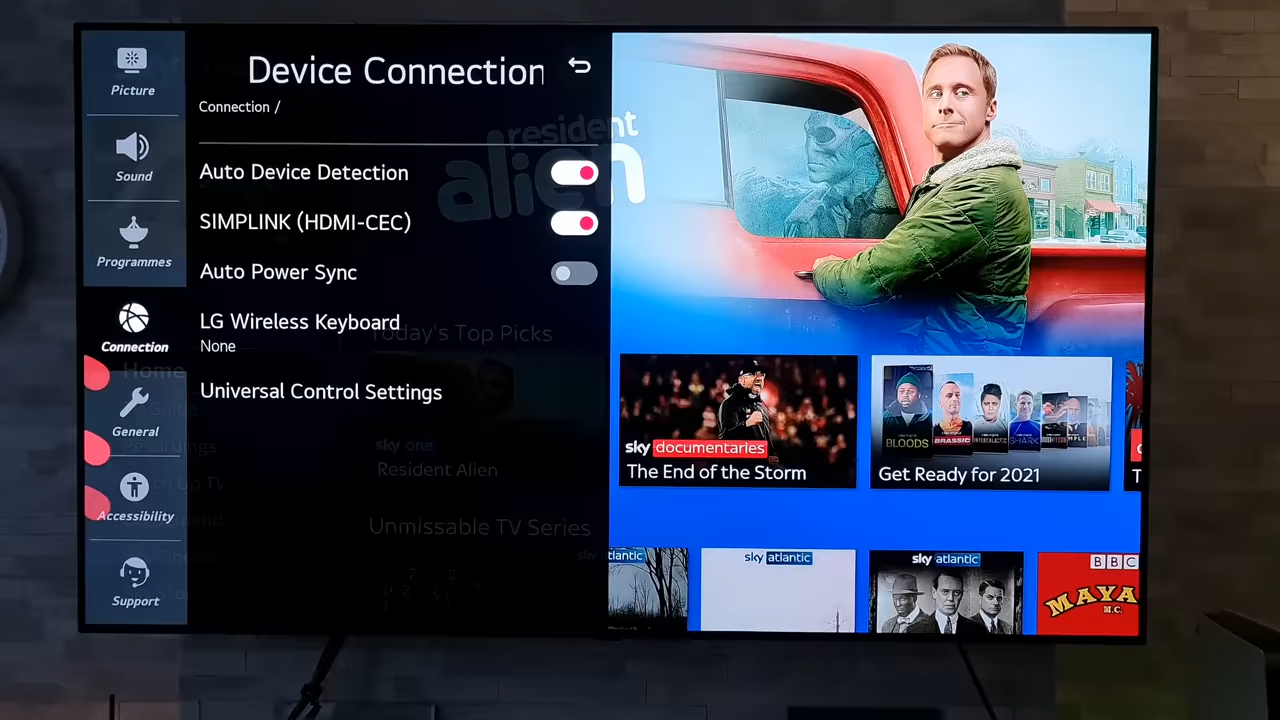 Picture
Sound
Programmes
Connection
General
Accessibility
Support
Device Connection
Connection /
Auto Device Detection
SIMPLINK (HDMI-CEC)
Auto Power Sync
LG Wireless Keyboard
None
Universal Control Settings
resident
alien
Today's Top Picks
Home
sky one
Resident Alien
Unmissable TV Series
sky documentaries
The End of the Storm
BLOODS
BRASSIC
INTERGALACTIC
Get Ready for 2021
T
sky atlantic
sky atlantic
sky atlantic
BBC
MAYA
M.C.